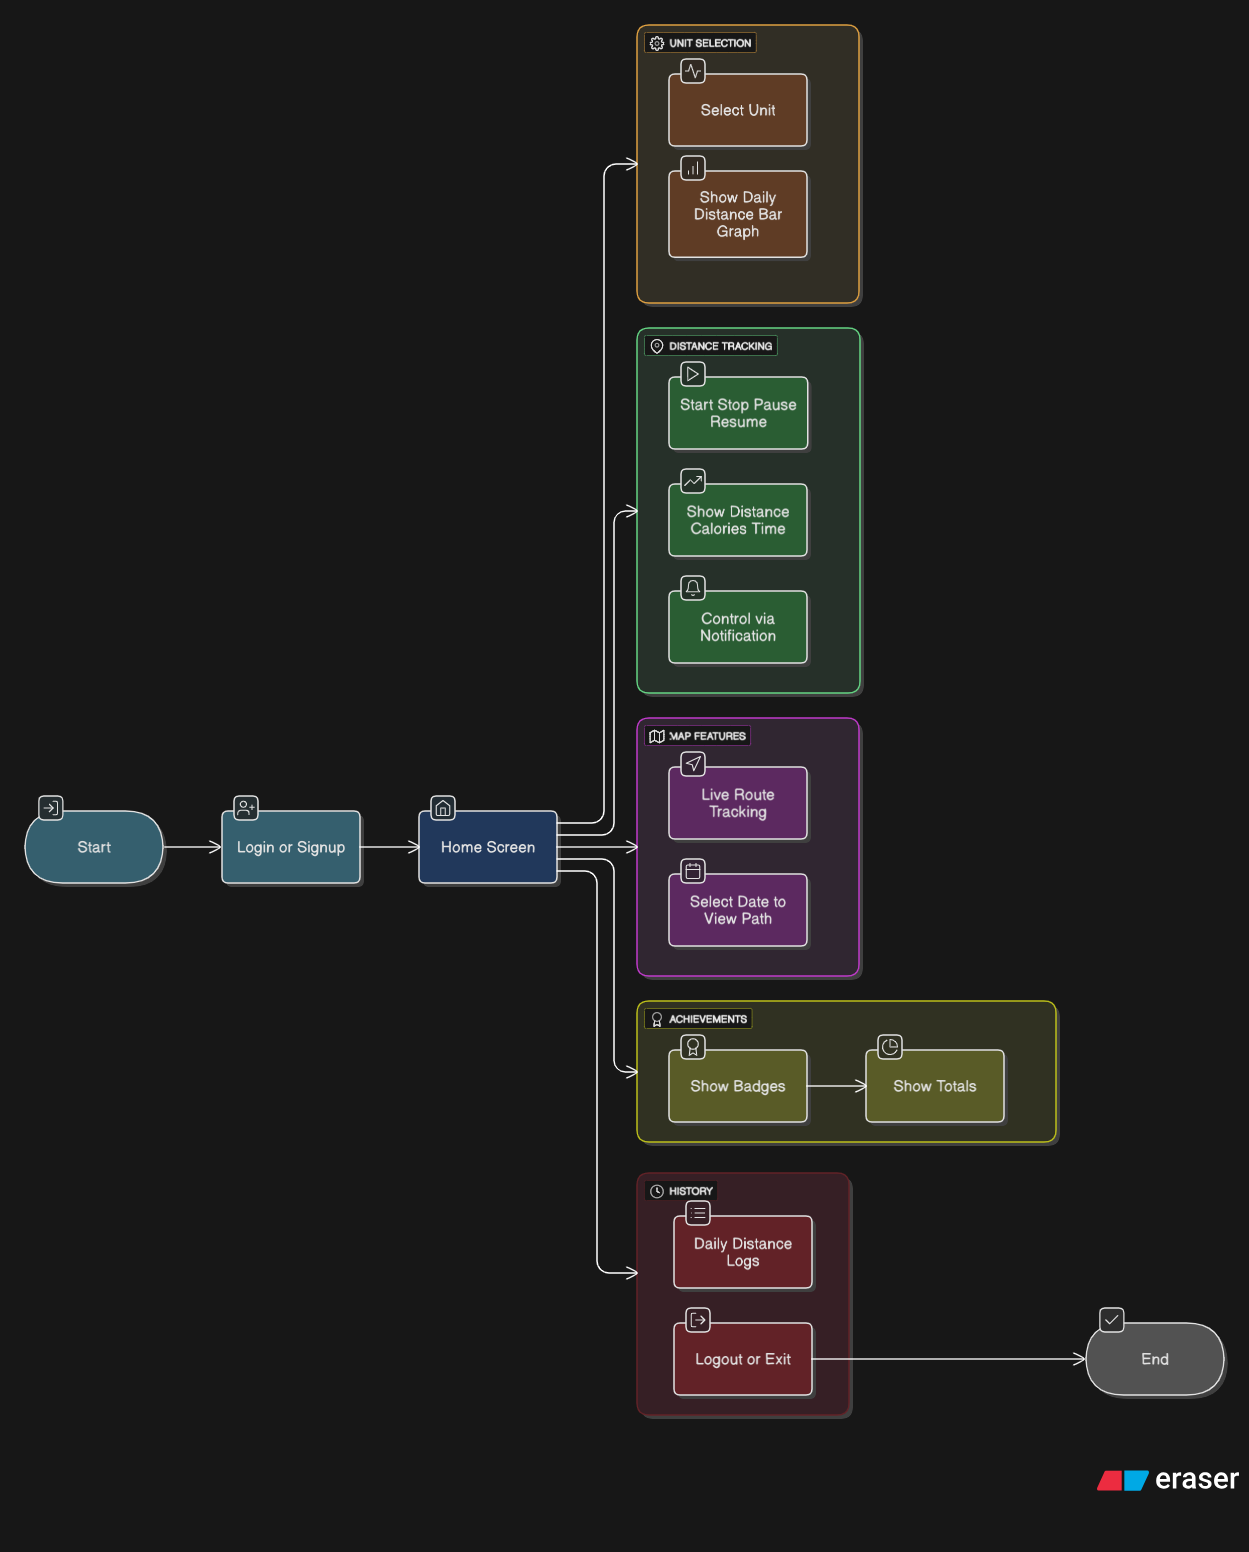 UNIT SELECTION
Select Unit
Show Daily
Distance Bar
Graph
DISTANCE TRACKING
Start Stop Pause
Resume
Show Distance
Calories Time
Control via
Notification
MAP FEATURES
Live Route
Tracking
Select Date to
View Path
Start
Login or Signup
Home Screen
ACHIEVEMENTS
Show Badges
Show Totals
HISTORY
Daily Distance
Logs
Logout or Exit
End
eraser